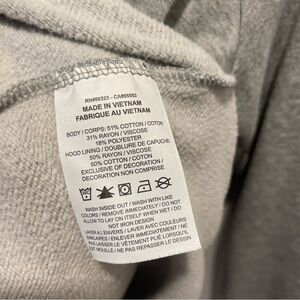 RN#56323 - CA#05553
MADE IN VIETNAM
FABRIQUE AU VIETNAM
BODY / CORPS: 51% COTTON / COTON
31% RAYON / VISCOSE
18% POLYESTER
HOOD LINING / DOUBLURE DE CAPUCHE
50% RAYON / VISCOSE
50% COTTON / COTON
EXCLUSIVE OF DECORATION /
DECORATION NON COMPRISE
WASH INSIDE OUT / WASH WITH LIKE
COLORS / REMOVE IMMEDIATELY / DO NOT
ALLOW TO LAY ON ITSELF WHEN WET / DO
NOT IRON DESIGN
LAVER A L'ENVERS / LAVER AVEC COULEURS
SIMILAIRES / ENLEVER IMMEDIATEMENT / NE
PAS LAISSER LE VETEMENT PLIE LORSQU'IL
EST MOUILLE / NE PAS REPASSER LE DESSIN